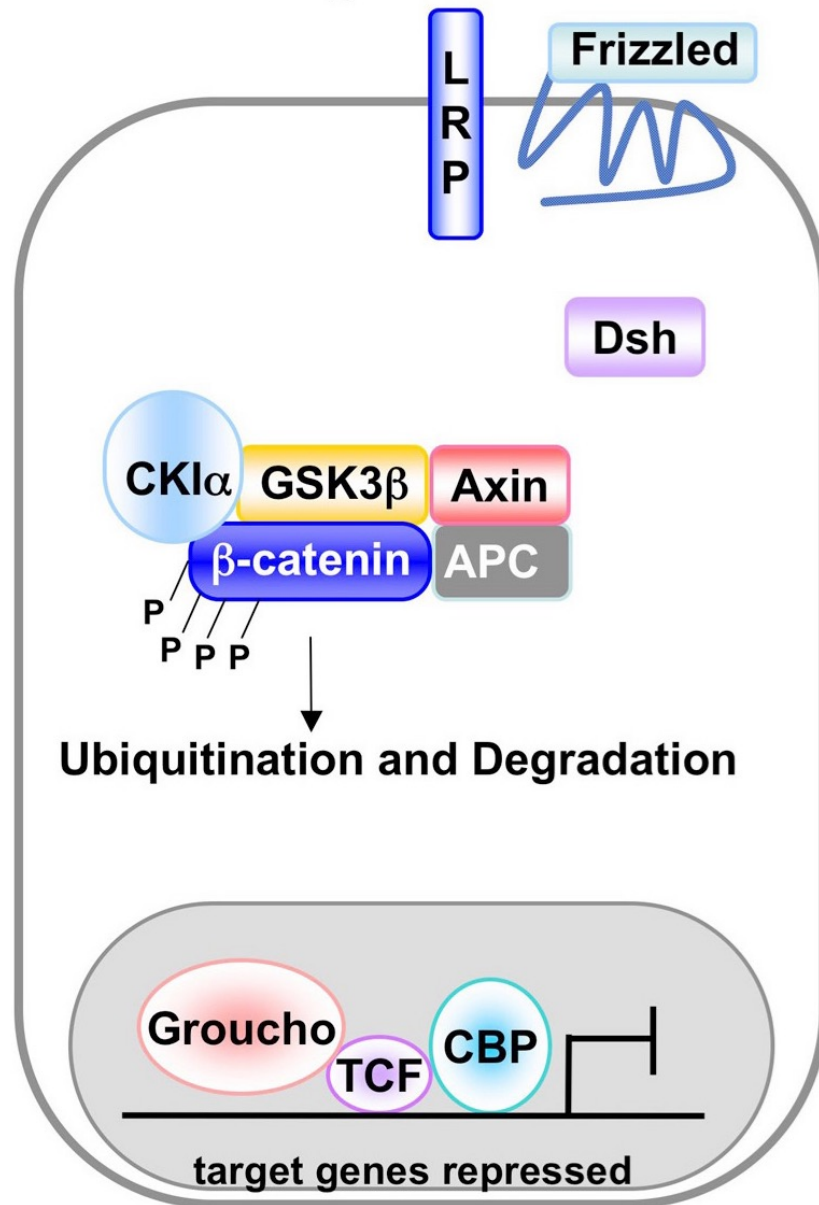 L
R
P
Frizzled
Dsh
CKIα
GSK3β
Axin
β-catenin
APC
P
P
P
P
Ubiquitination and Degradation
Groucho
TCF
CBP
target genes repressed